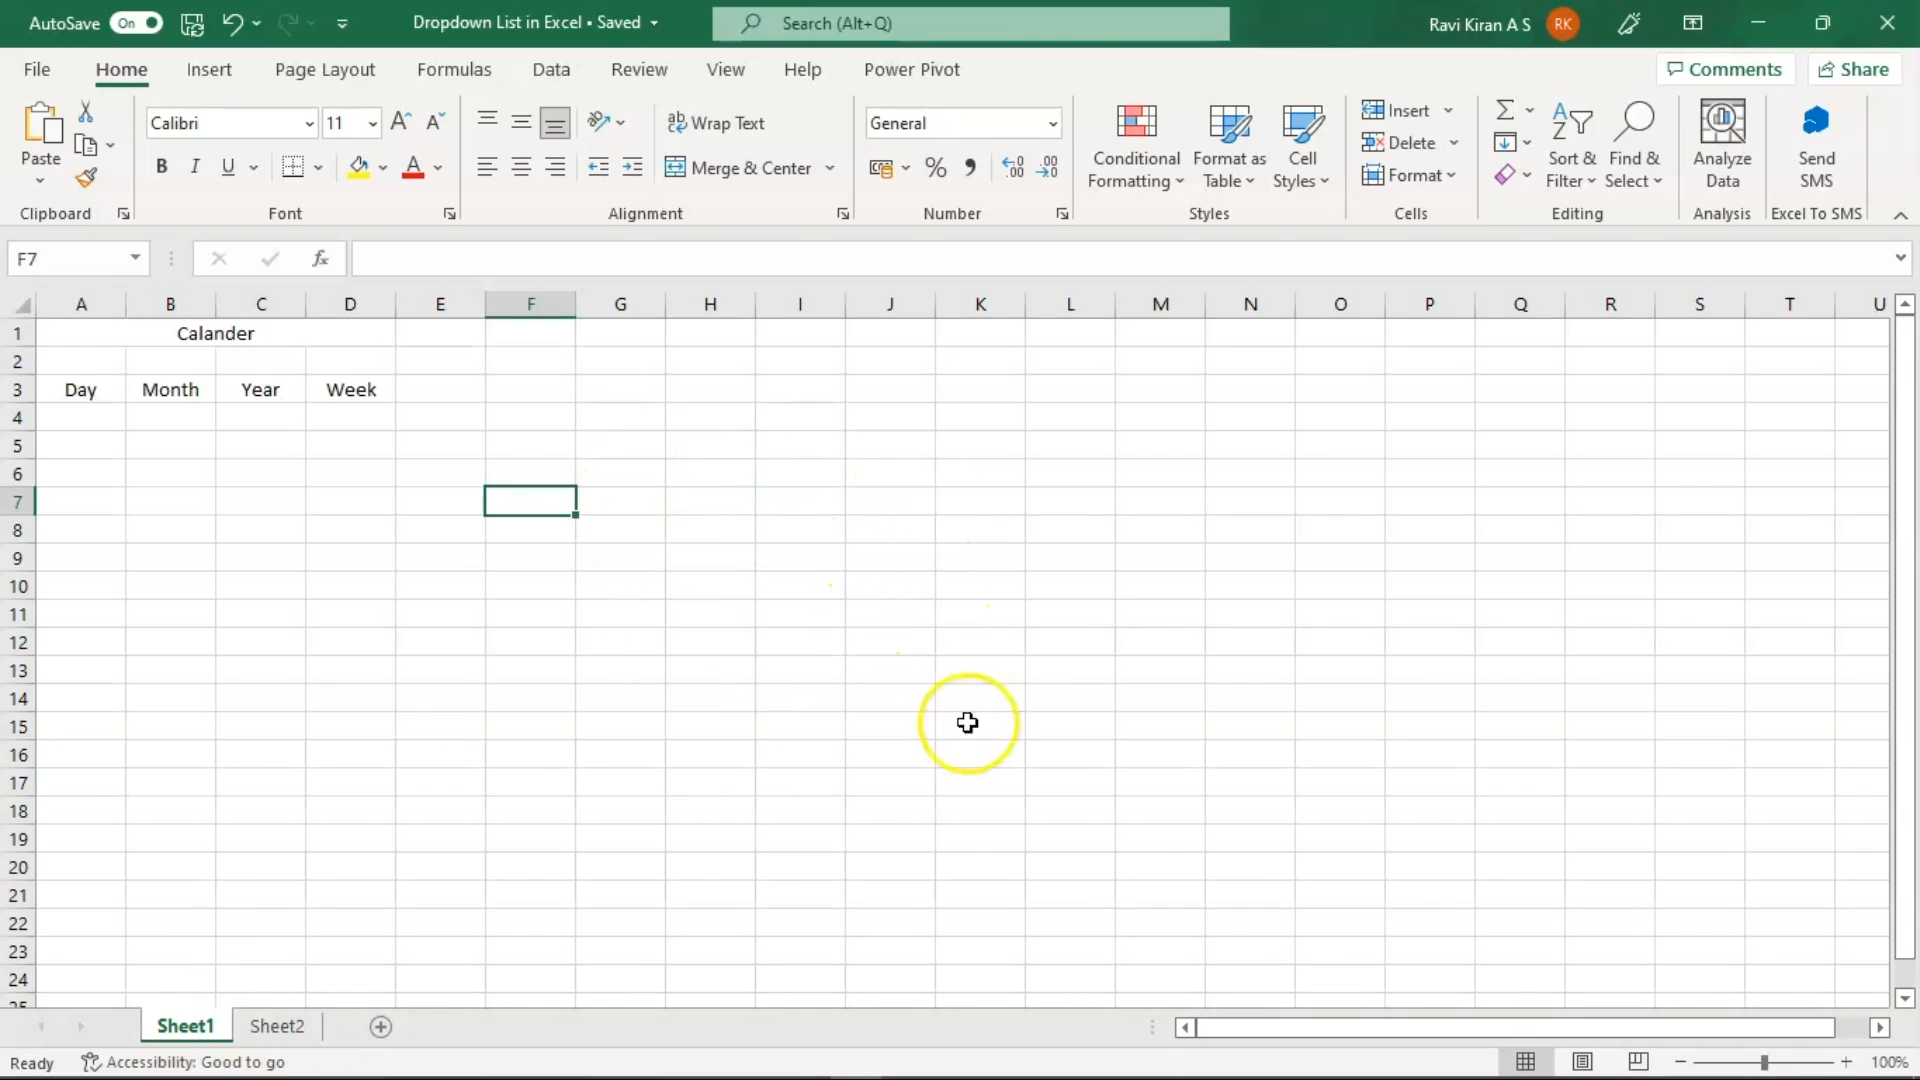 AutoSave On Dropdown List in Excel • Saved Search (Alt+Q) Ravi Kiran A S RK
File Home Insert Page Layout Formulas Data Review View Help Power Pivot Comments Share
Calibri 11 Wrap Text General Insert
Paste B I U Merge & Center % Conditional Formatting Format as Table Cell Styles Delete Sort & Filter Find & Select Analyze Data Send SMS
Format
Clipboard Font Alignment Number Styles Cells Editing Analysis Excel To SMS
F7 fx
A B C D E F G H I J K L M N O P Q R S T U
1 Calander
2
3 Day Month Year Week
4
5
6
7
8
9
10
11
12
13
14
15
16
17
18
19
20
21
22
23
24
25
Sheet1 Sheet2
Ready Accessibility: Good to go 100%